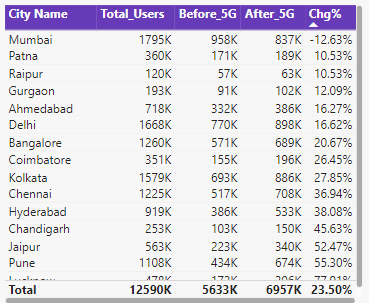 City Name Total_Users Before_5G After_5G Chg%
Mumbai 1795K 958K 837K -12.63%
Patna 360K 171K 189K 10.53%
Raipur 120K 57K 63K 10.53%
Gurgaon 193K 91K 102K 12.09%
Ahmedabad 718K 332K 386K 16.27%
Delhi 1668K 770K 898K 16.62%
Bangalore 1260K 571K 689K 20.67%
Coimbatore 351K 155K 196K 26.45%
Kolkata 1579K 693K 886K 27.85%
Chennai 1225K 517K 708K 36.94%
Hyderabad 919K 386K 533K 38.08%
Chandigarh 253K 103K 150K 45.63%
Jaipur 563K 223K 340K 52.47%
Pune 1108K 434K 674K 55.30%
Total 12590K 5633K 6957K 23.50%